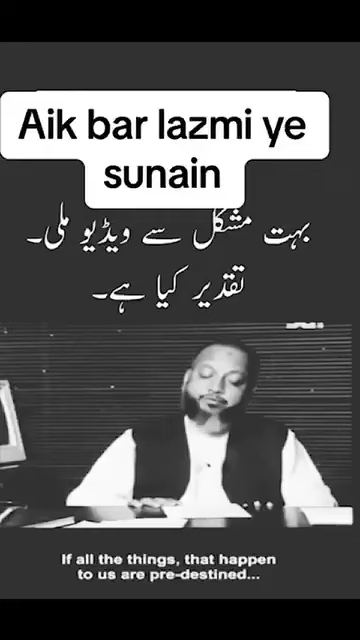 Aik bar lazmi ye
sunain
بہت مشکل سے ویڈیو ملی۔
تقدیر کیا ہے۔
If all the things, that happen
to us are pre-destined...